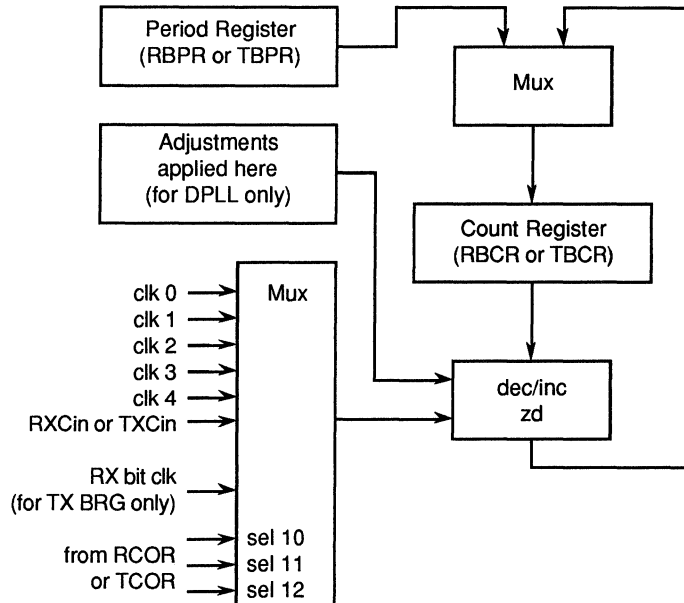 Period Register
(RBPR or TBPR)
Mux
Adjustments
applied here
(for DPLL only)
Count Register
(RBCR or TBCR)
Mux
clk 0
clk 1
clk 2
clk 3
clk 4
RXCin or TXCin
RX bit clk
(for TX BRG only)
from RCOR
or TCOR
sel 10
sel 11
sel 12
dec/inc
zd